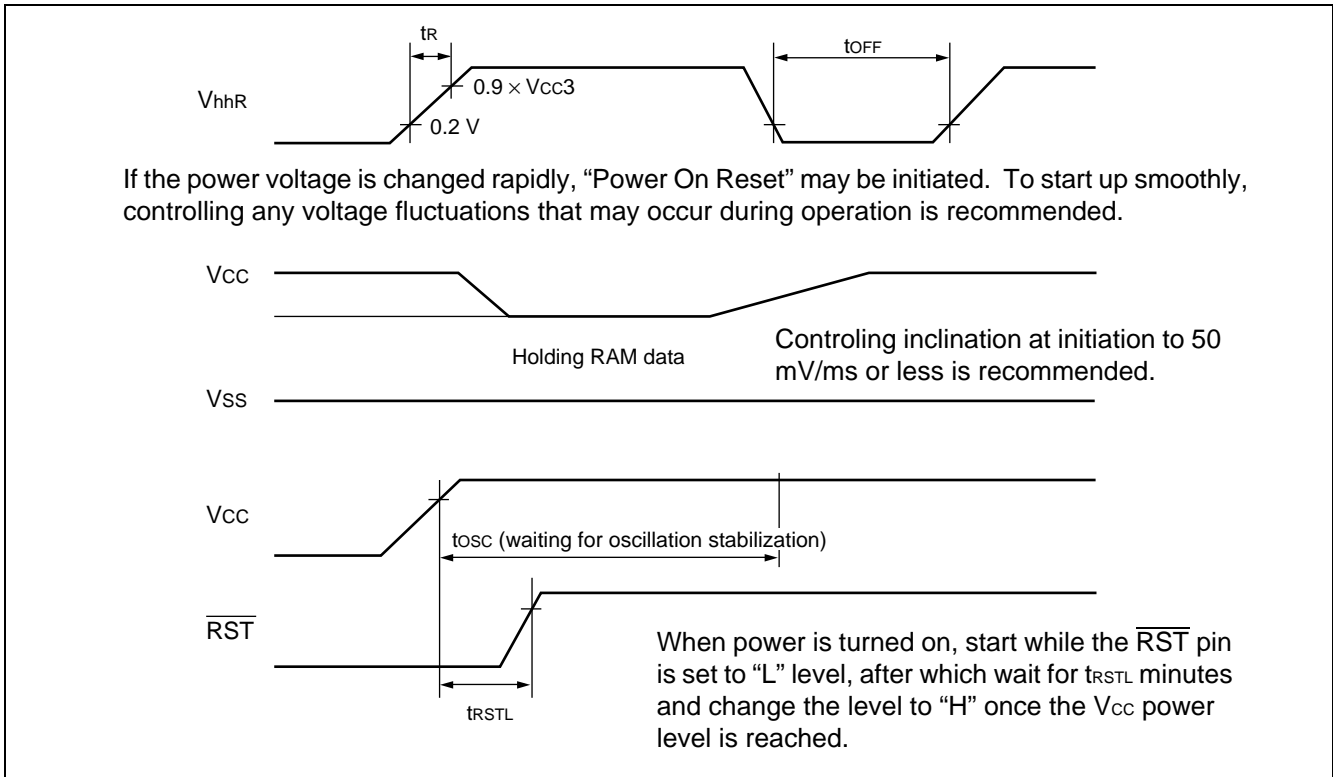 tR
tOFF
VhhR
0.9 × VCC3
0.2 V
If the power voltage is changed rapidly, “Power On Reset” may be initiated. To start up smoothly,
controlling any voltage fluctuations that may occur during operation is recommended.
VCC
Holding RAM data
Controling inclination at initiation to 50
mV/ms or less is recommended.
VSS
VCC
tOSC (waiting for oscillation stabilization)
RST
When power is turned on, start while the RST pin
is set to “L” level, after which wait for tRSTL minutes
and change the level to “H” once the VCC power
level is reached.
tRSTL